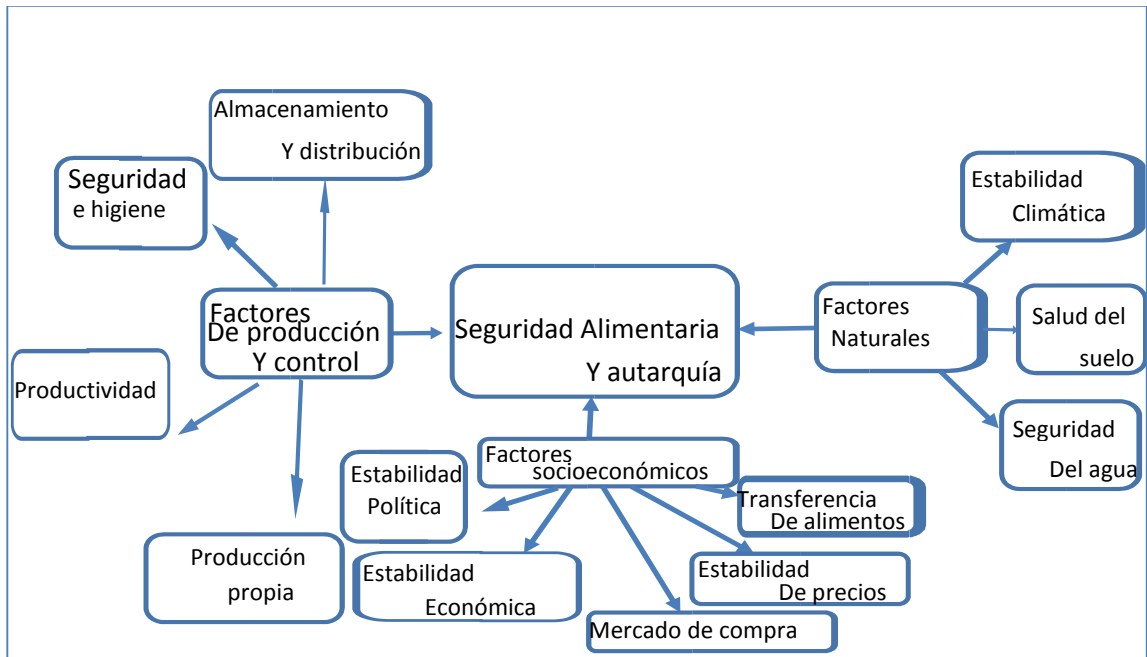 Almacenamiento
Y distribución
Seguridad
e higiene
Estabilidad
Climática
Factores
De producción
Y control
Seguridad Alimentaria
Y autarquía
Factores
Naturales
Salud del
suelo
Productividad
Seguridad
Del agua
Factores
socioeconómicos
Estabilidad
Política
Transferencia
De alimentos
Producción
propia
Estabilidad
Económica
Estabilidad
De precios
Mercado de compra